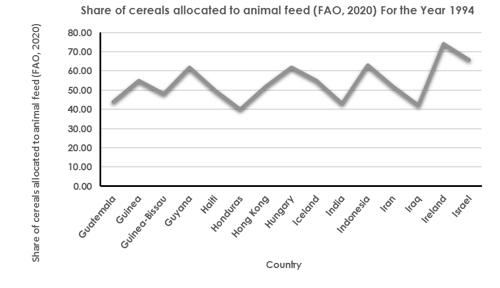 Share of cereals allocated to animal feed (FAO, 2020) For the Year 1994
Share of cereals allocated to animal feed (FAO, 2020)
80.00
70.00
60.00
50.00
40.00
30.00
20.00
10.00
0.00
Guatemala
Guinea
Guinea-Bissau
Guyana
Haiti
Honduras
Hong Kong
Hungary
Iceland
India
Indonesia
Iran
Iraq
Ireland
Israel
Country